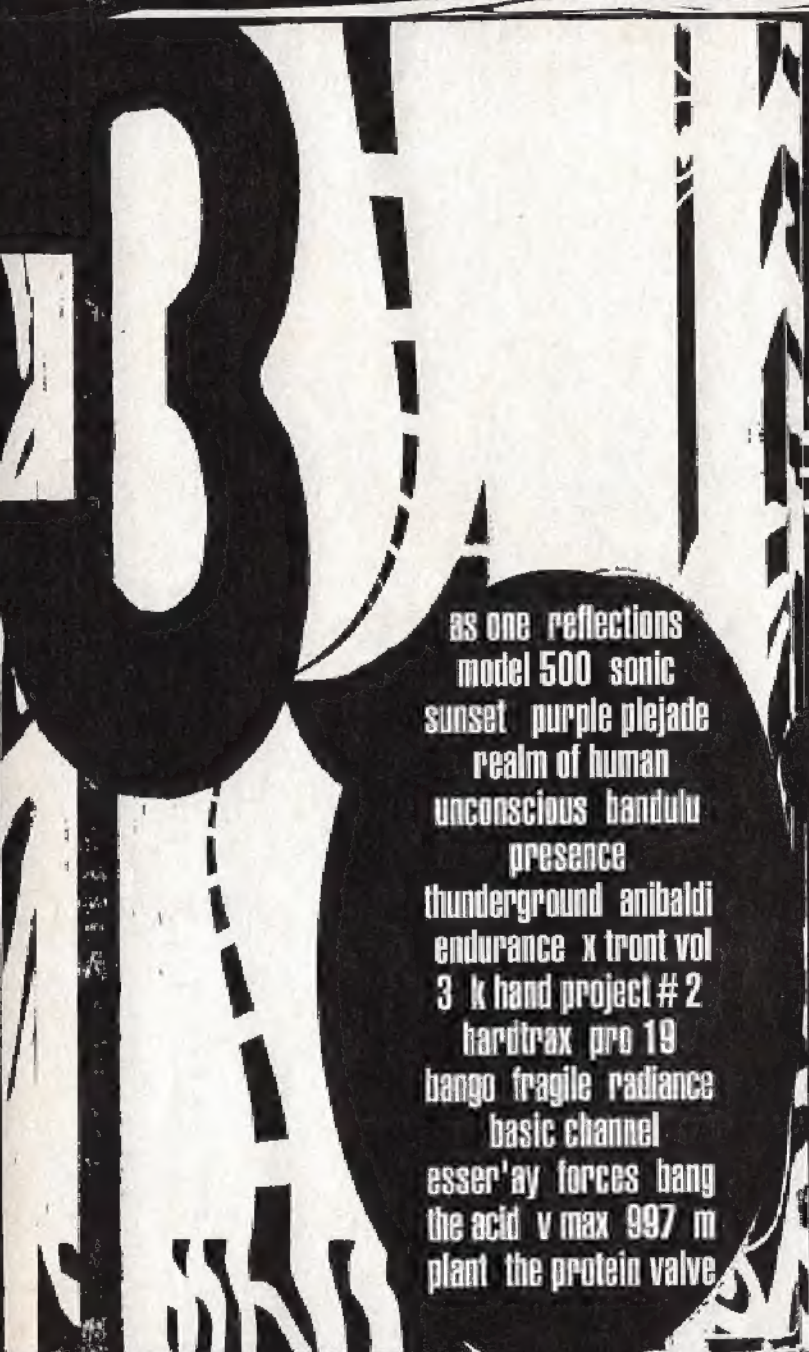 3
as one reflections
model 500 sonic
sunset purple plejade
realm of human
unconscious bandulu
presence
thunderground anibaldi
endurance x tront vol
3 k hand project # 2
hardtrax pro 19
bango fragile radiance
basic channel
esser'ay forces bang
the acid v max 997 m
plant the protein valve